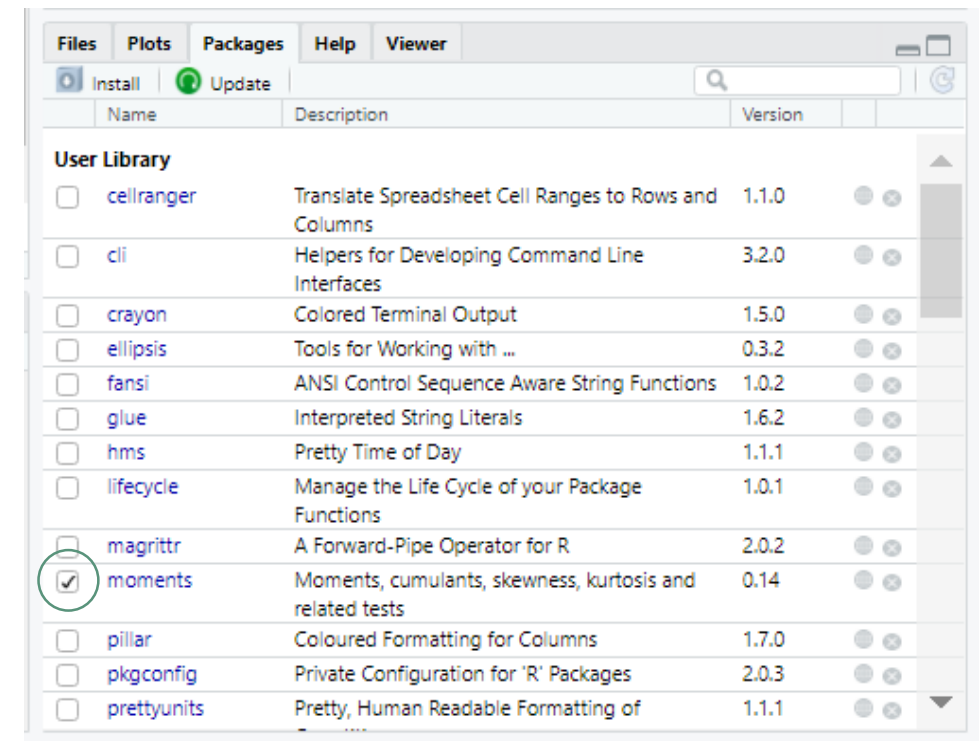 Files Plots Packages Help Viewer
Install Update
Name Description Version
User Library
cellranger Translate Spreadsheet Cell Ranges to Rows and 1.1.0
Columns
cli Helpers for Developing Command Line 3.2.0
Interfaces
crayon Colored Terminal Output 1.5.0
ellipsis Tools for Working with ... 0.3.2
fansi ANSI Control Sequence Aware String Functions 1.0.2
glue Interpreted String Literals 1.6.2
hms Pretty Time of Day 1.1.1
lifecycle Manage the Life Cycle of your Package 1.0.1
Functions
magrittr A Forward-Pipe Operator for R 2.0.2
moments Moments, cumulants, skewness, kurtosis and 0.14
related tests
pillar Coloured Formatting for Columns 1.7.0
pkgconfig Private Configuration for 'R' Packages 2.0.3
prettyunits Pretty, Human Readable Formatting of 1.1.1